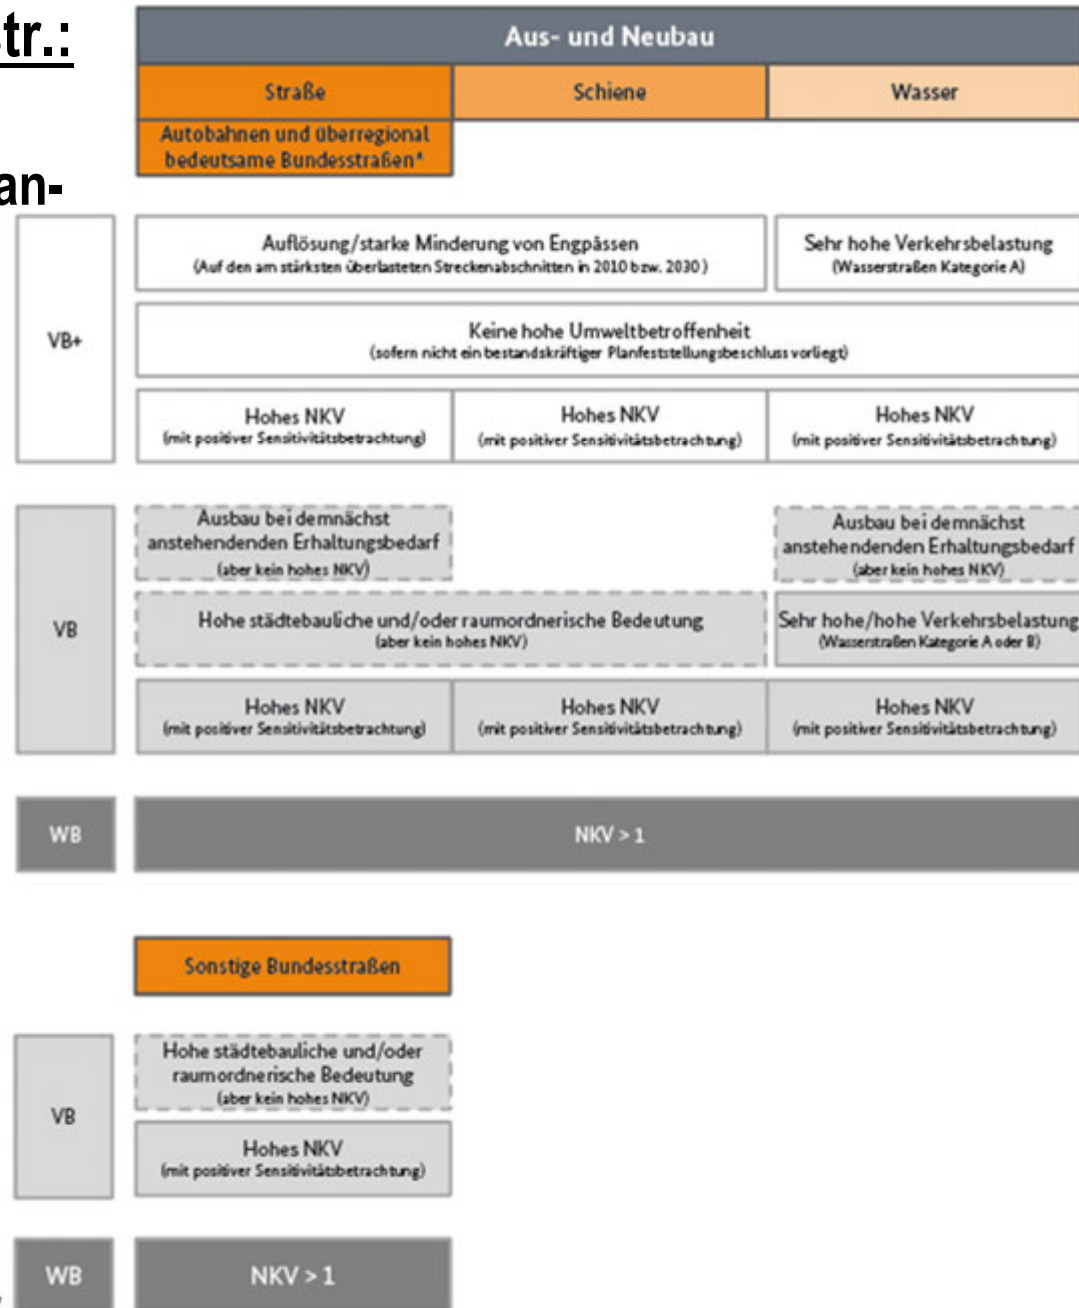 str.:
an-
Aus- und Neubau
Straße
Schiene
Wasser
Autobahnen und überregional
bedeutsame Bundesstraßen*
VB+
Auflösung/starke Minderung von Engpässen
(Auf den am stärksten überlasteten Streckenabschnitten in 2010 bzw. 2030)
Sehr hohe Verkehrsbelastung
(Wasserstraßen Kategorie A)
Keine hohe Umweltbetroffenheit
(sofern nicht ein bestandskräftiger Planfeststellungsbeschluss vorliegt)
Hohes NKV
(mit positiver Sensitivitätsbetrachtung)
Hohes NKV
(mit positiver Sensitivitätsbetrachtung)
Hohes NKV
(mit positiver Sensitivitätsbetrachtung)
VB
Ausbau bei demnächst
anstehendenden Erhaltungsbedarf
(aber kein hohes NKV)
Ausbau bei demnächst
anstehendenden Erhaltungsbedarf
(aber kein hohes NKV)
Hohe städtebauliche und/oder raumordnerische Bedeutung
(aber kein hohes NKV)
Sehr hohe/hohe Verkehrsbelastung
(Wasserstraßen Kategorie A oder B)
Hohes NKV
(mit positiver Sensitivitätsbetrachtung)
Hohes NKV
(mit positiver Sensitivitätsbetrachtung)
Hohes NKV
(mit positiver Sensitivitätsbetrachtung)
WB
NKV > 1
Sonstige Bundesstraßen
VB
Hohe städtebauliche und/oder
raumordnerische Bedeutung
(aber kein hohes NKV)
Hohes NKV
(mit positiver Sensitivitätsbetrachtung)
WB
NKV > 1